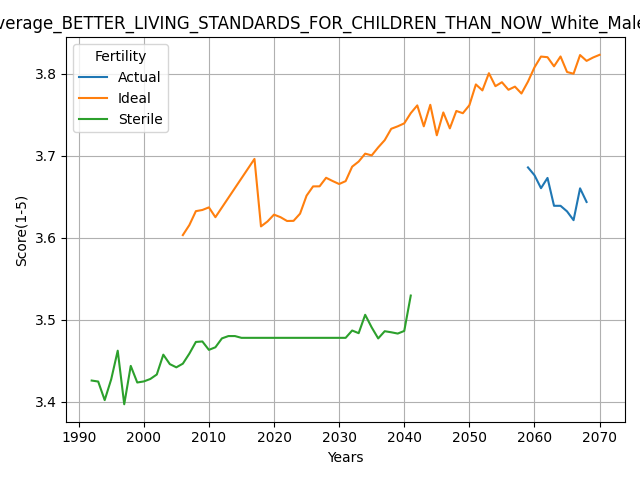 verage_BETTER_LIVING_STANDARDS_FOR_CHILDREN_THAN_NOW_White_Male
Fertility
Actual
Ideal
Sterile
Score(1-5)
3.8
3.7
3.6
3.5
3.4
1990 2000 2010 2020 2030 2040 2050 2060 2070
Years